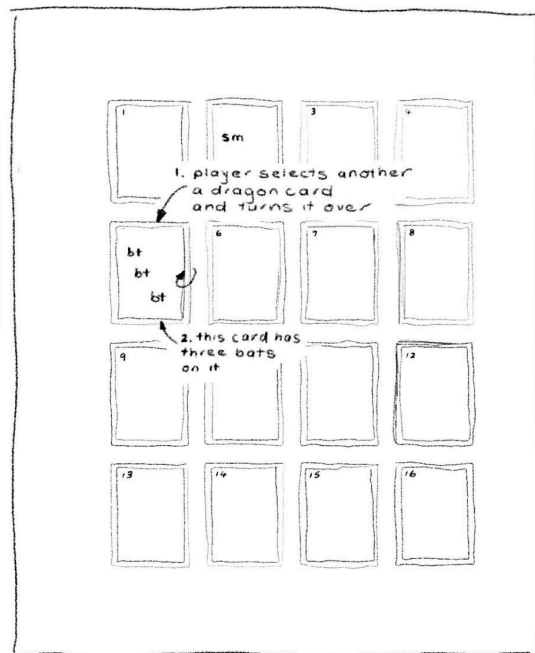 1
sm
3
4
1. player selects another
a dragon card
and turns it over
bt
bt
bt
6
7
8
2. this card has
three bats
on it
9
12
13
14
15
16